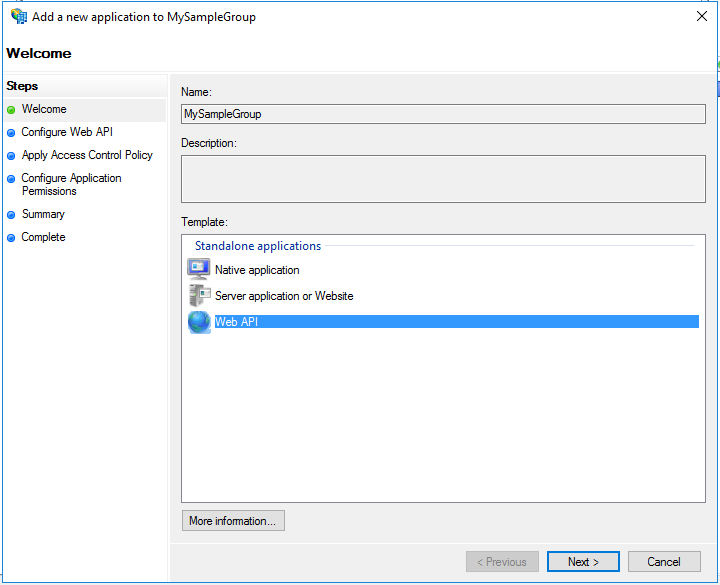 Add a new application to MySampleGroup
Welcome
Steps
Welcome
Configure Web API
Apply Access Control Policy
Configure Application
Permissions
Summary
Complete
Name:
MySampleGroup
Description:
Template:
Standalone applications
Native application
Server application or Website
Web API
More information...
< Previous
Next >
Cancel